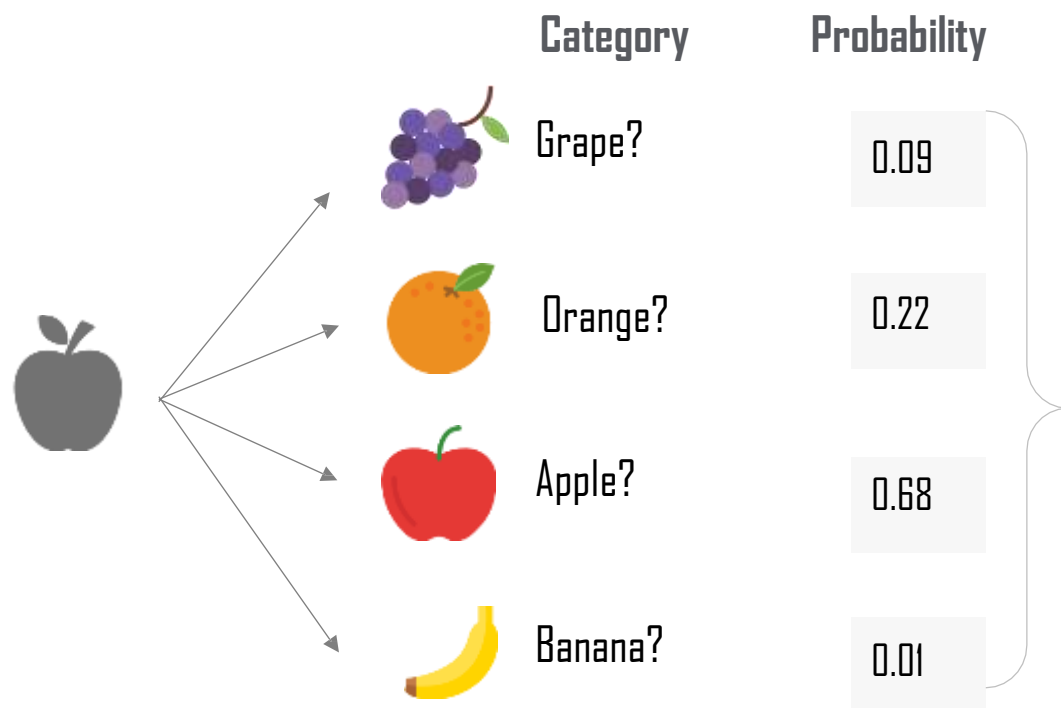 Category Probability
Grape? 0.09
Orange? 0.22
Apple? 0.68
Banana? 0.01